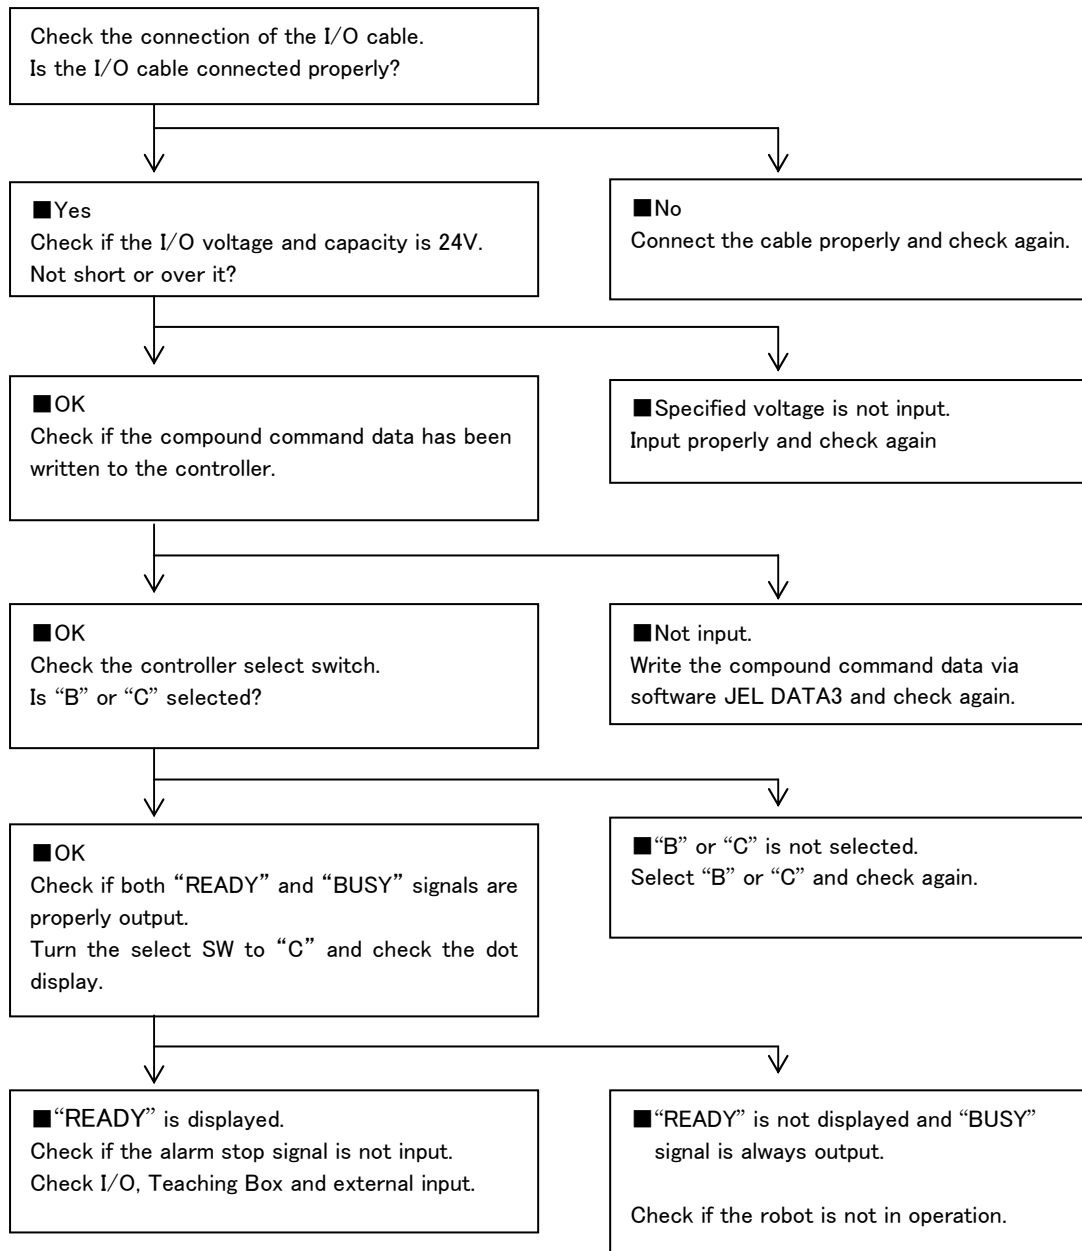 Check the connection of the I/O cable.
Is the I/O cable connected properly?
■Yes
Check if the I/O voltage and capacity is 24V.
Not short or over it?
■No
Connect the cable properly and check again.
■OK
Check if the compound command data has been
written to the controller.
■Specified voltage is not input.
Input properly and check again
■OK
Check the controller select switch.
Is “B” or “C” selected?
■Not input.
Write the compound command data via
software JEL DATA3 and check again.
■OK
Check if both “READY” and “BUSY” signals are
properly output.
Turn the select SW to “C” and check the dot
display.
■“B” or “C” is not selected.
Select “B” or “C” and check again.
■“READY” is displayed.
Check if the alarm stop signal is not input.
Check I/O, Teaching Box and external input.
■“READY” is not displayed and “BUSY”
signal is always output.
Check if the robot is not in operation.